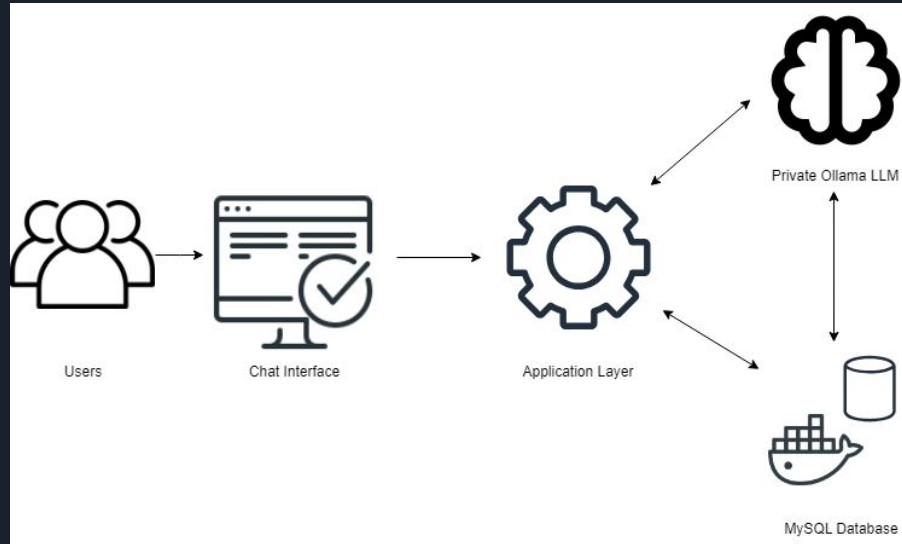 Private Ollama LLM
Users
Chat Interface
Application Layer
MySQL Database